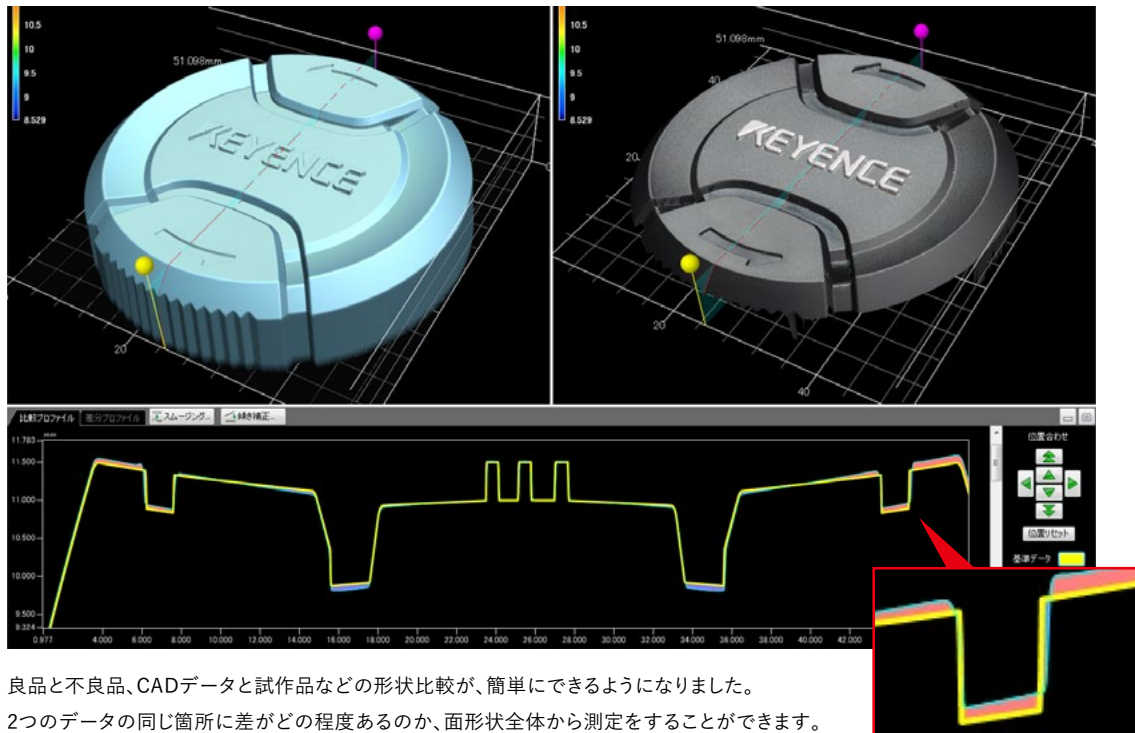 10.5
10
9.5
9
8.529
51.098mm
KEYENCE
20
10.5
10
9.5
9
8.529
51.098mm
40
20
KEYENCE
20
40
比較プロファイル 差分プロファイル スムージング... 傾き補正...
mm
11.783
11.500
11.000
10.500
10.000
9.500
9.324
0.977 4.000 6.000 8.000 10.000 12.000 14.000 16.000 18.000 20.000 22.000 24.000 26.000 28.000 30.000 32.000 34.000 36.000 38.000 40.000 42.000
位置合わせ
位置リセット
基準データ
良品と不良品、CADデータと試作品などの形状比較が、簡単にできるようになりました。
2つのデータの同じ箇所に差がどの程度あるのか、面形状全体から測定をすることができます。